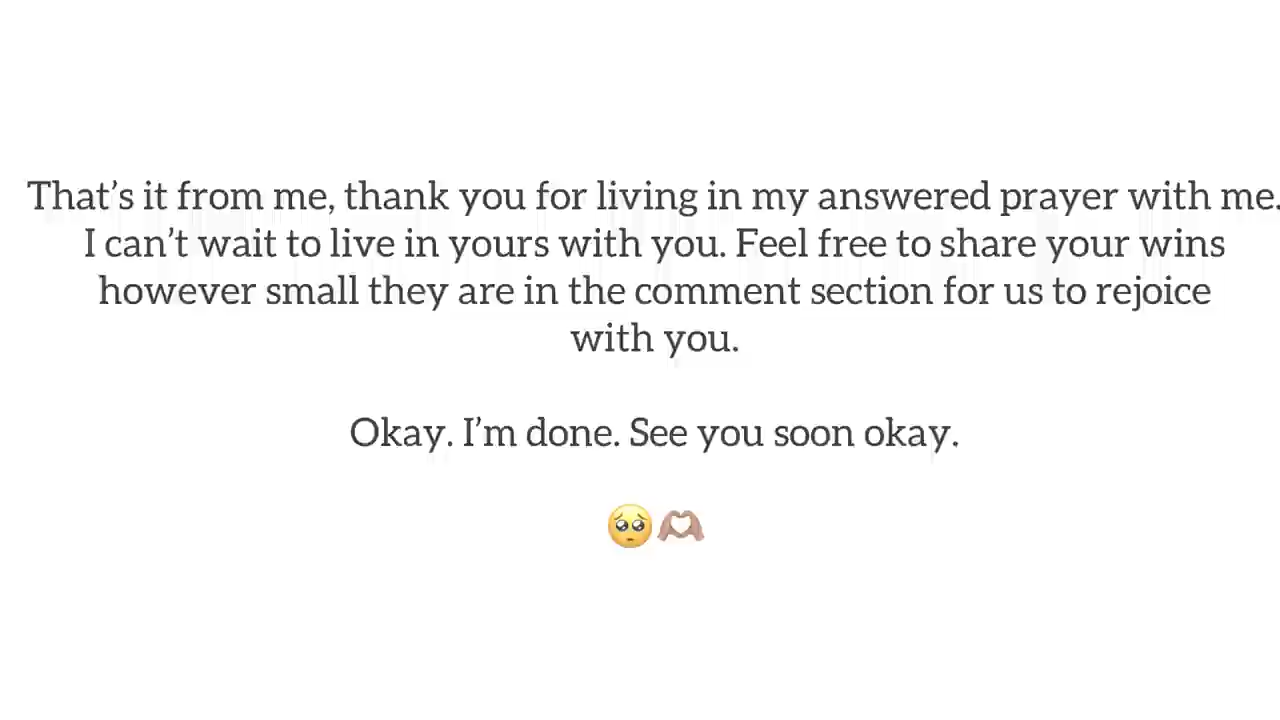 That’s it from me, thank you for living in my answered prayer with me.
I can’t wait to live in yours with you. Feel free to share your wins
however small they are in the comment section for us to rejoice
with you.
Okay. I’m done. See you soon okay.
🥺🫶🏽